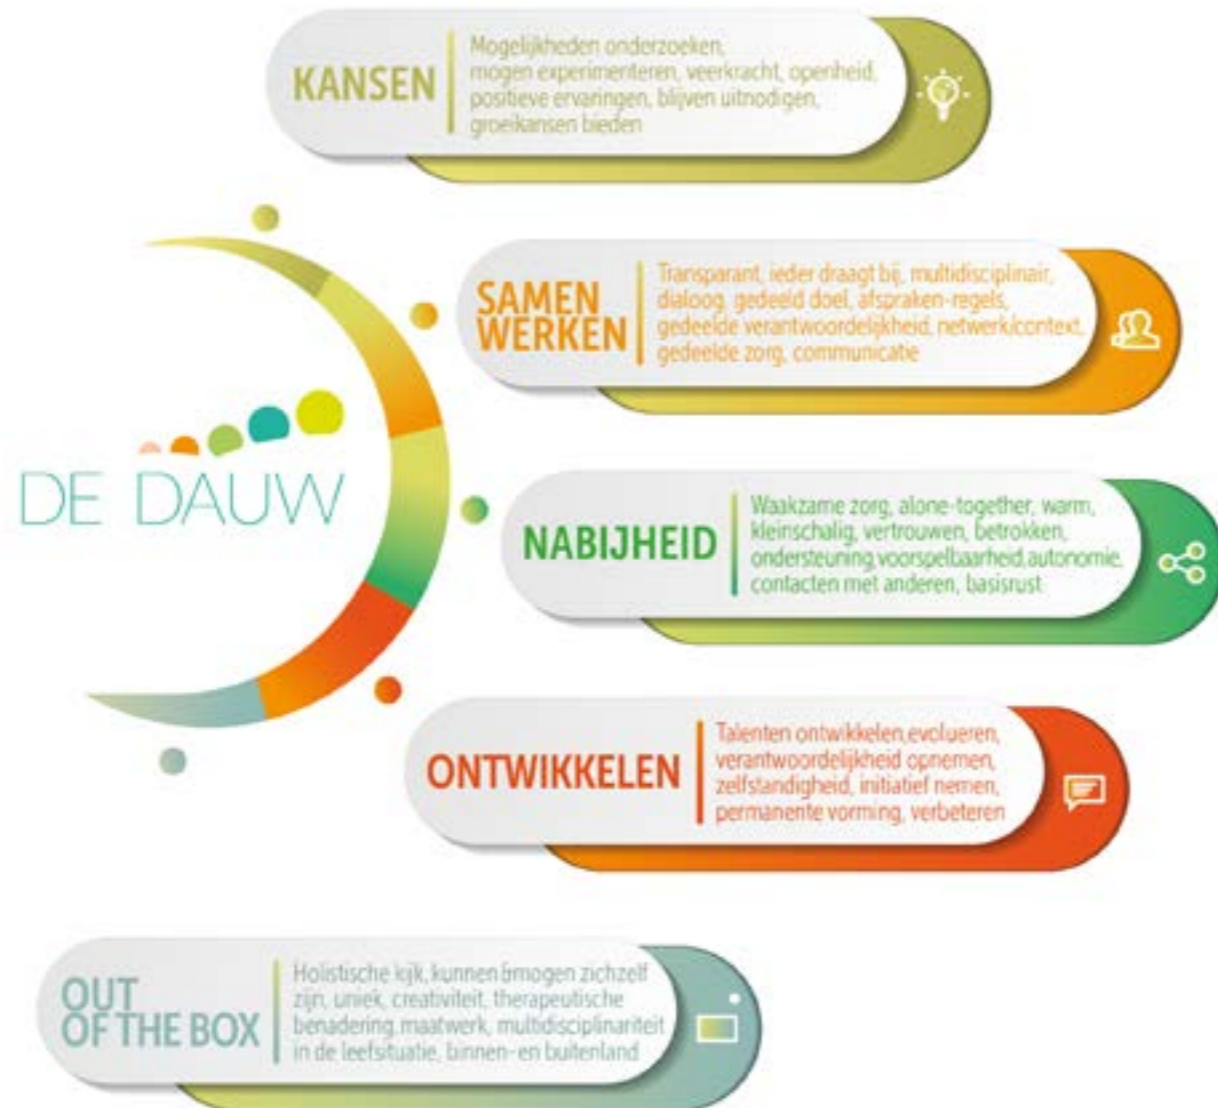 KANSEN
Mogelijkheden onderzoeken,
mogen experimenteren, veerkracht, openheid,
positieve ervaringen, blijven uitnodigen,
groeikansen bieden
SAMEN
WERKEN
Transparant, ieder draagt bij, multidisciplinair,
dialoog, gedeeld doel, afspraken-regels,
gedeelde verantwoordelijkheid, netwerk/context,
gedeelde zorg, communicatie
DE DAUW
NABIJHEID
Waakzame zorg, alone-together, warm,
kleinschalig, vertrouwen, betrokken,
ondersteuning,voorspelbaarheid,autonomie,
contacten met anderen, basisrust
ONTWIKKELEN
Talenten ontwikkelen,evolueren,
verantwoordelijkheid opnemen,
zelfstandigheid, initiatief nemen,
permanente vorming, verbeteren
OUT
OF THE BOX
Holistische kijk, kunnen &mogen zichzelf
zijn, uniek, creativiteit, therapeutische
benadering,maatwerk, multidisciplinariteit
in de leefsituatie, binnen-en buitenland